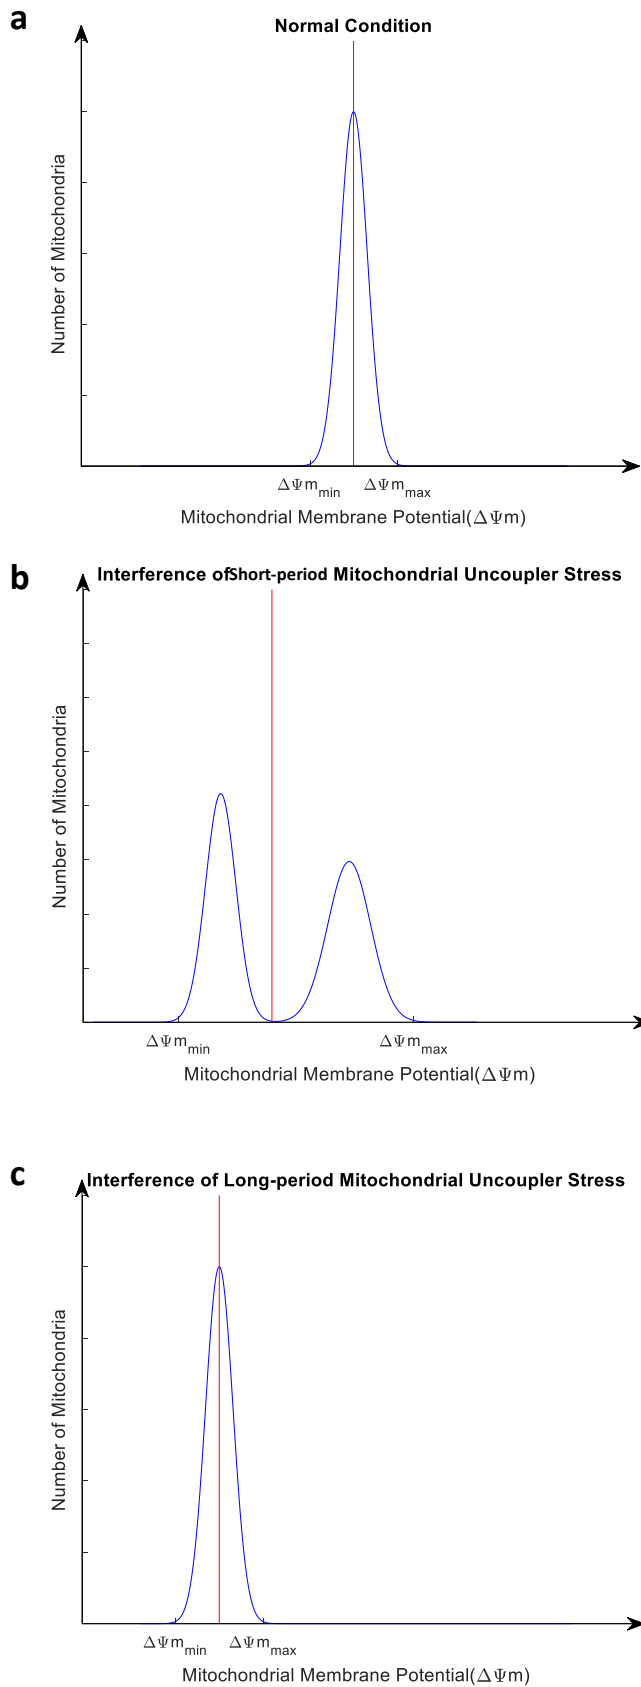 a
Normal Condition
Number of Mitochondria
ΔΨm_min ΔΨm_max
Mitochondrial Membrane Potential(ΔΨm)
b
Interference ofShort-period Mitochondrial Uncoupler Stress
Number of Mitochondria
ΔΨm_min ΔΨm_max
Mitochondrial Membrane Potential(ΔΨm)
c
Interference of Long-period Mitochondrial Uncoupler Stress
Number of Mitochondria
ΔΨm_min ΔΨm_max
Mitochondrial Membrane Potential(ΔΨm)